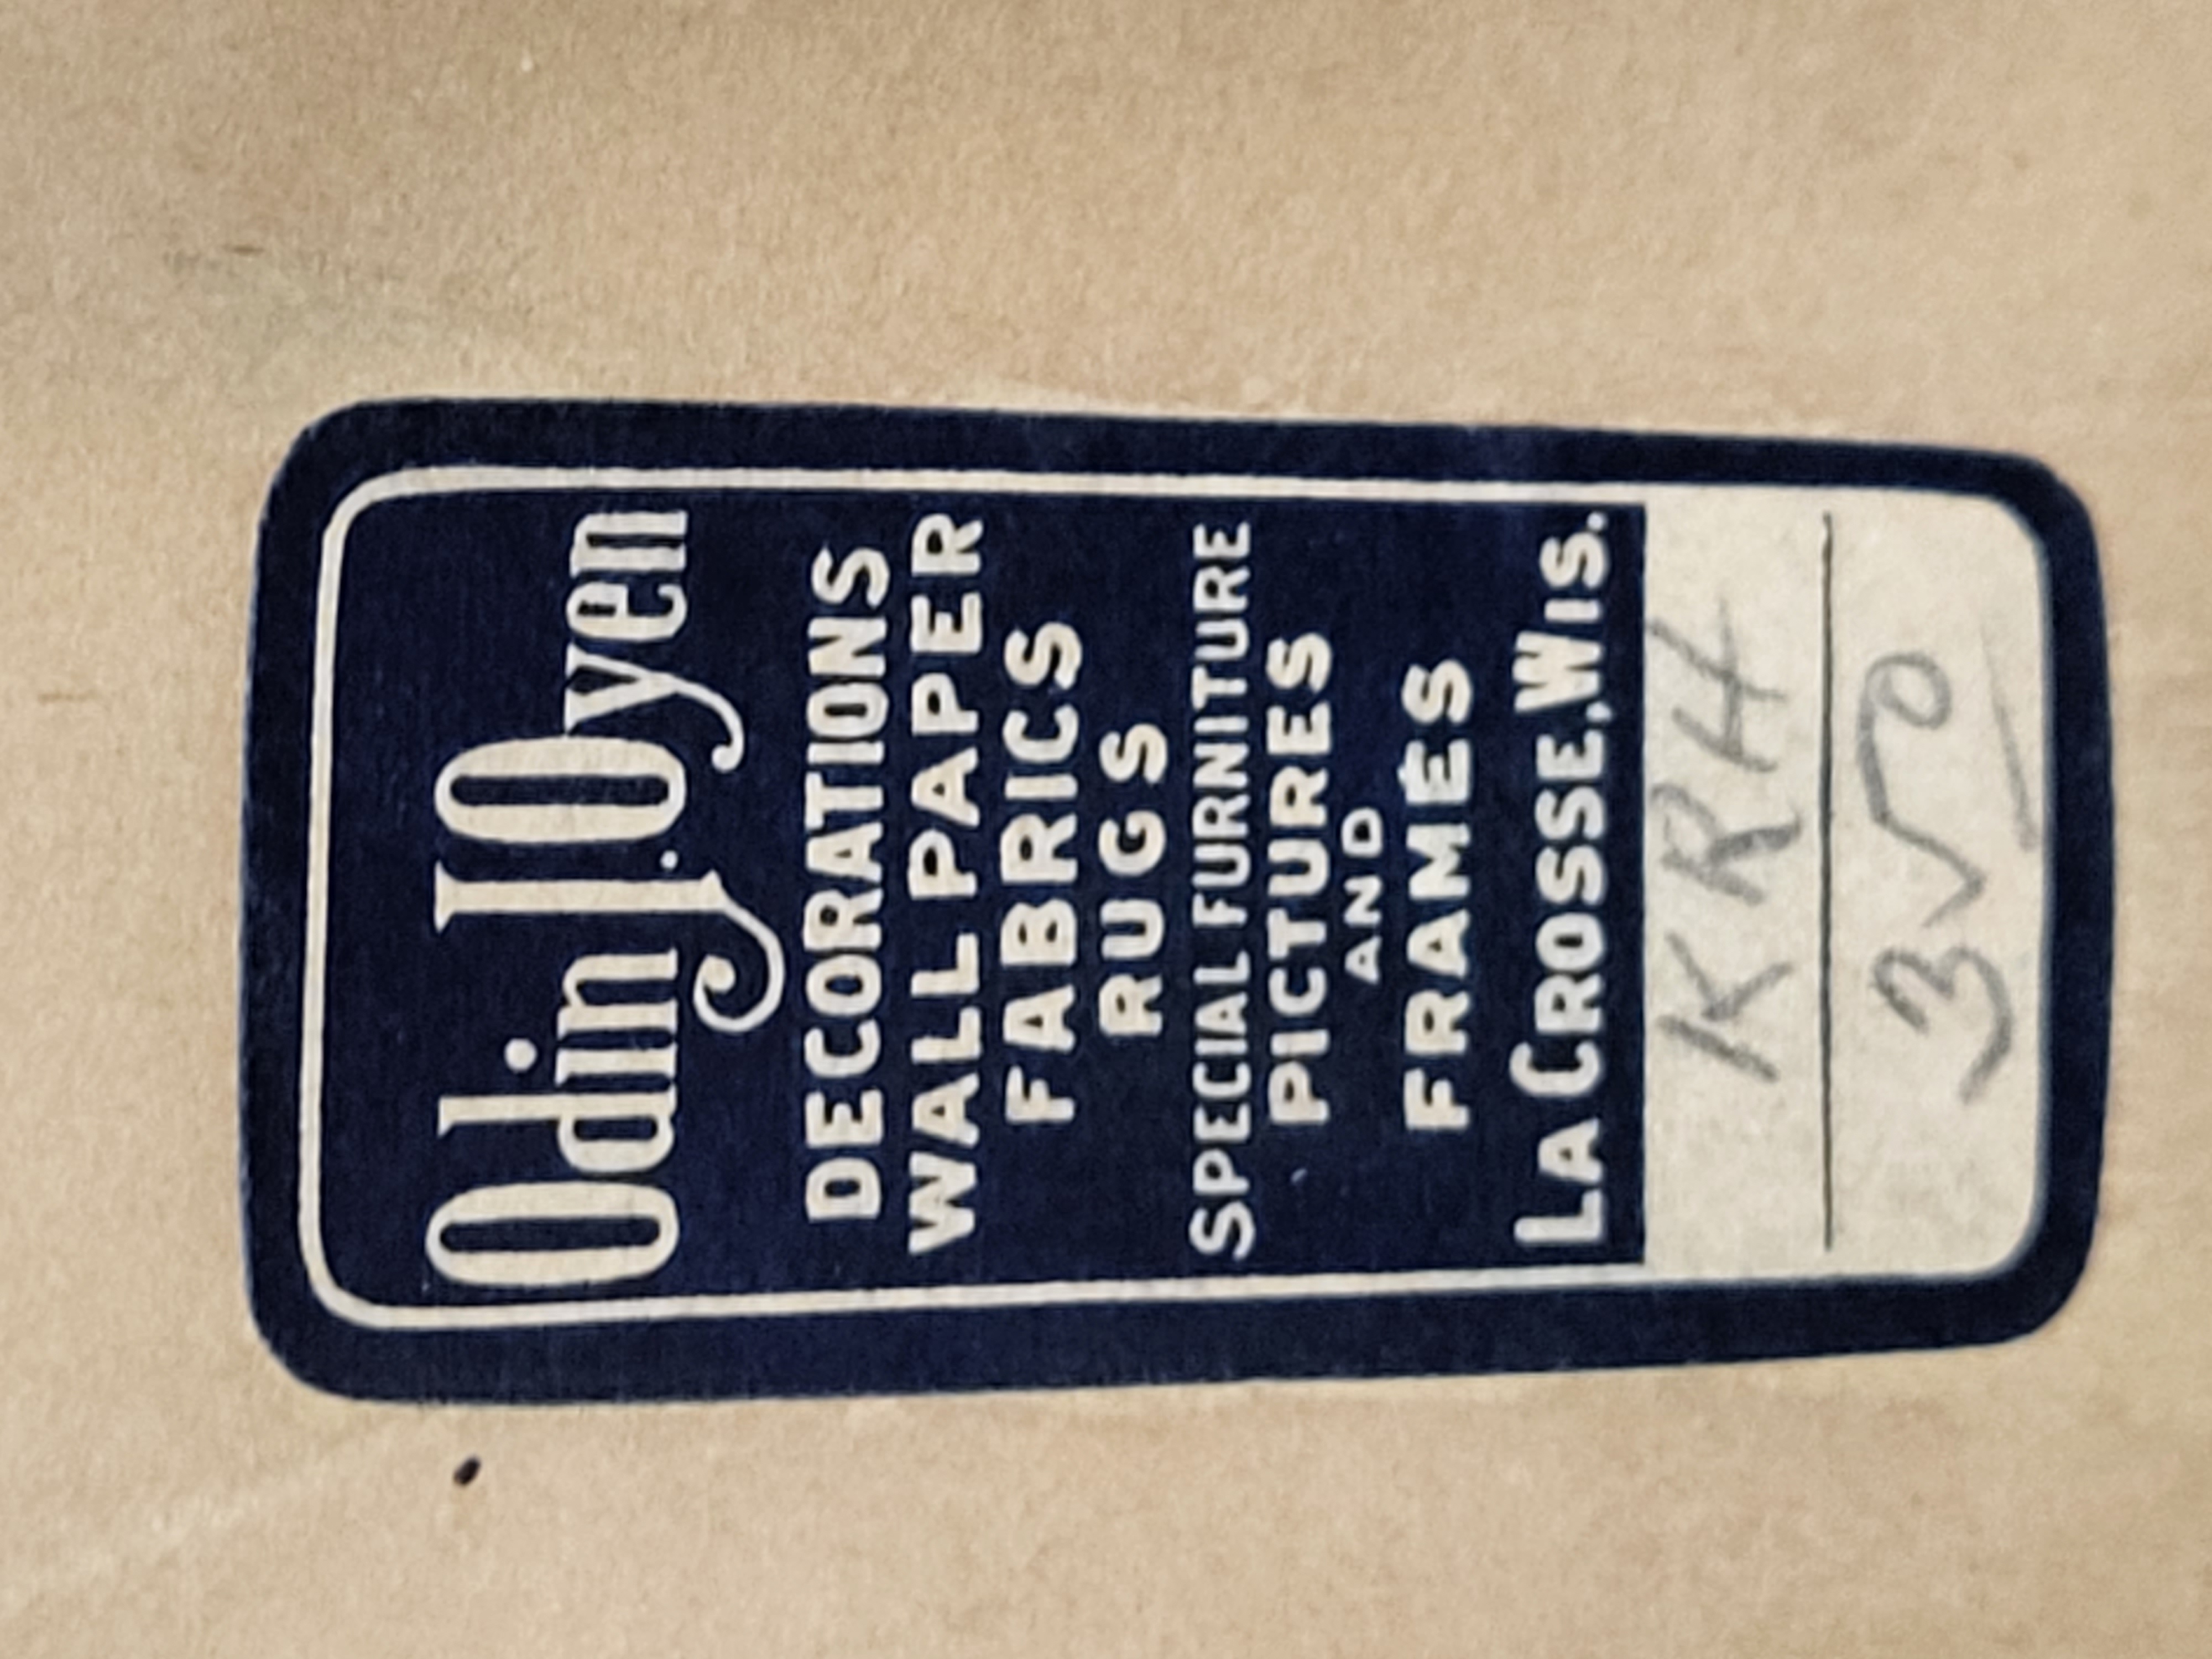 Odin J. Oyen
DECORATIONS
WALL PAPER
FABRICS
RUGS
SPECIAL FURNITURE
PICTURES
AND
FRAMES
LA CROSSE, WIS.
KRH
350